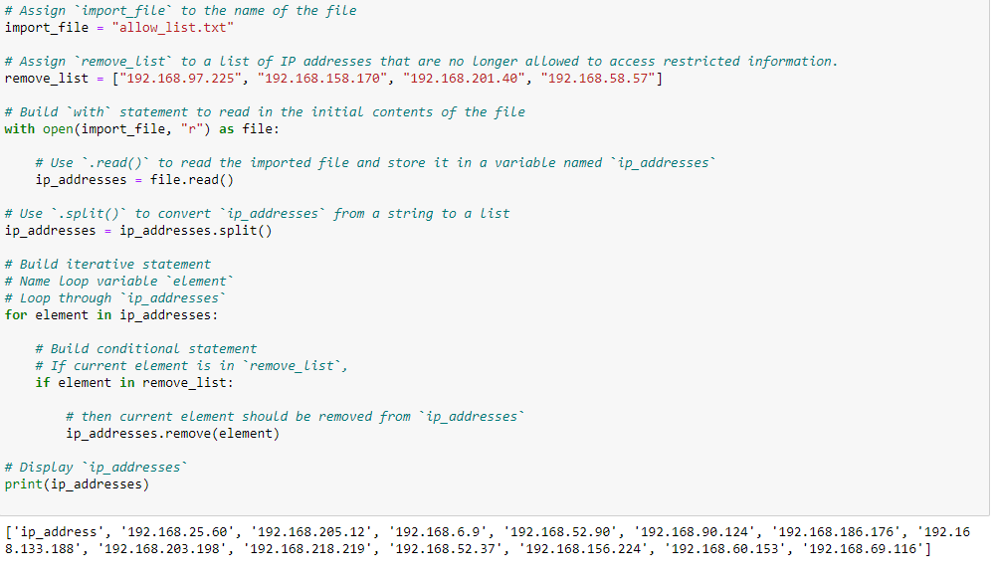 # Assign `import_file` to the name of the file
import_file = "allow_list.txt"
# Assign `remove_list` to a list of IP addresses that are no longer allowed to access restricted information.
remove_list = ["192.168.97.225", "192.168.158.170", "192.168.201.40", "192.168.58.57"]
# Build `with` statement to read in the initial contents of the file
with open(import_file, "r") as file:
# Use `.read()` to read the imported file and store it in a variable named `ip_addresses`
ip_addresses = file.read()
# Use `.split()` to convert `ip_addresses` from a string to a list
ip_addresses = ip_addresses.split()
# Build iterative statement
# Name loop variable `element`
# Loop through `ip_addresses`
for element in ip_addresses:
# Build conditional statement
# If current element is in `remove_list`,
if element in remove_list:
# then current element should be removed from `ip_addresses`
ip_addresses.remove(element)
# Display `ip_addresses`
print(ip_addresses)
['ip_address', '192.168.25.60', '192.168.205.12', '192.168.6.9', '192.168.52.90', '192.168.90.124', '192.168.186.176', '192.16
8.133.188', '192.168.203.198', '192.168.218.219', '192.168.52.37', '192.168.156.224', '192.168.60.153', '192.168.69.116']